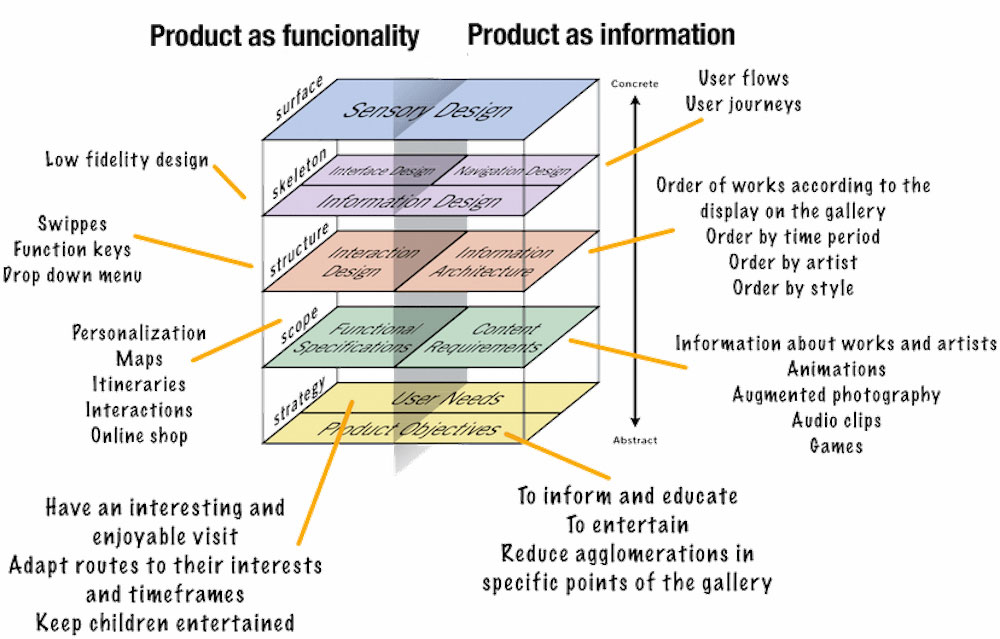 Product as funcionality
Product as information
surface
Sensory Design
Concrete
User flows
User journeys
skeleton
Interface Design
Navigation Design
Information Design
Low fidelity design
structure
Interaction
Design
Information
Architecture
Swippes
Function keys
Drop down menu
Order of works according to the
display on the gallery
Order by time period
Order by artist
Order by style
scope
Functional
Specifications
Content
Requirements
Personalization
Maps
Itineraries
Interactions
Online shop
Information about works and artists
Animations
Augmented photography
Audio clips
Games
strategy
User Needs
Product Objectives
Abstract
Have an interesting and
enjoyable visit
Adapt routes to their interests
and timeframes
Keep children entertained
To inform and educate
To entertain
Reduce agglomerations in
specific points of the gallery